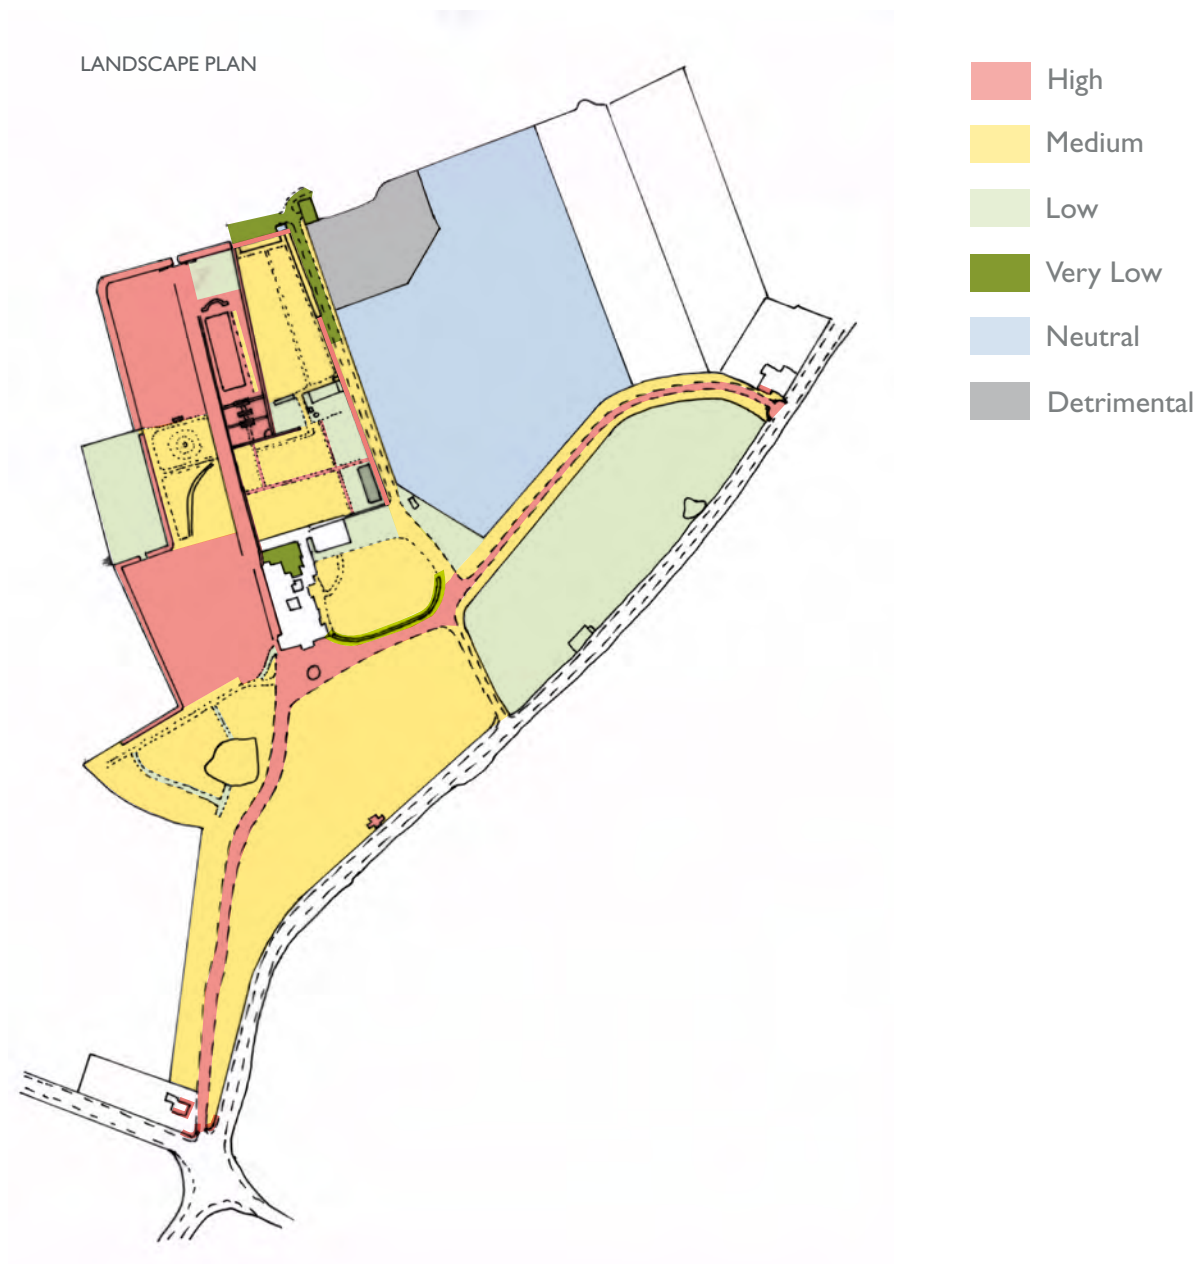 LANDSCAPE PLAN
High
Medium
Low
Very Low
Neutral
Detrimental